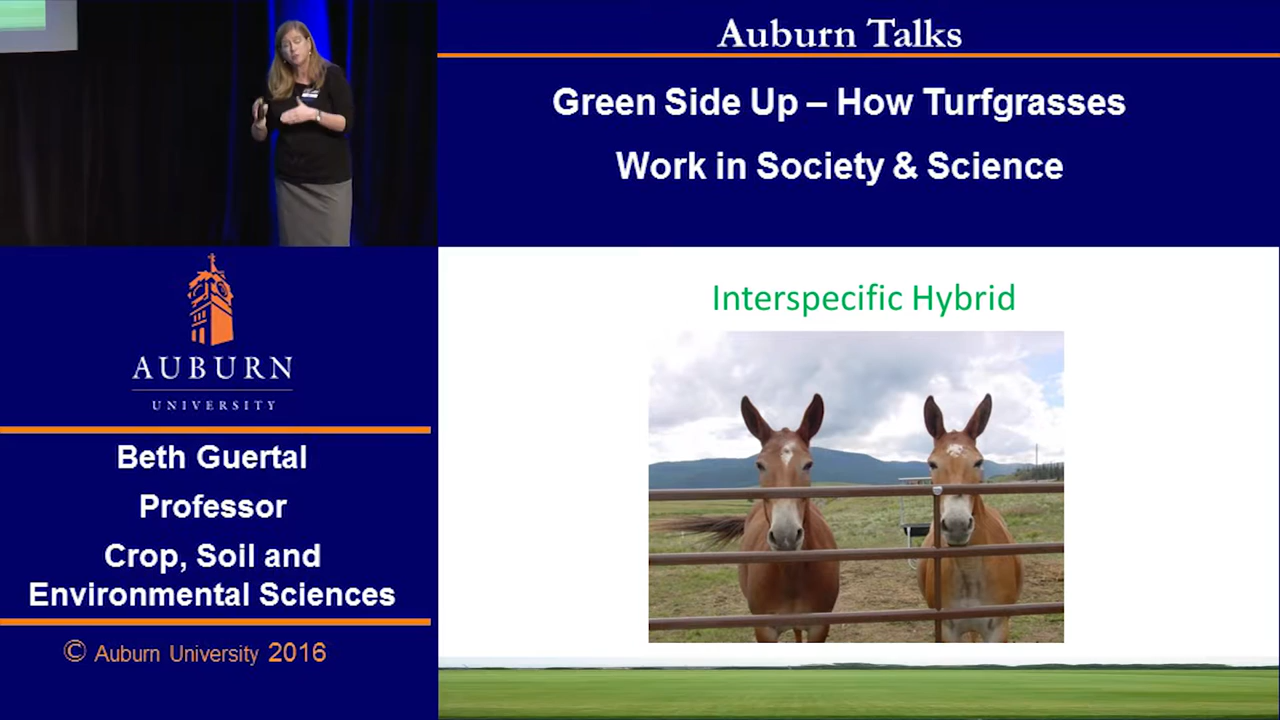 Auburn Talks
Green Side Up – How Turfgrasses
Work in Society & Science
Interspecific Hybrid
AUBURN
UNIVERSITY
Beth Guertal
Professor
Crop, Soil and
Environmental Sciences
© Auburn University 2016